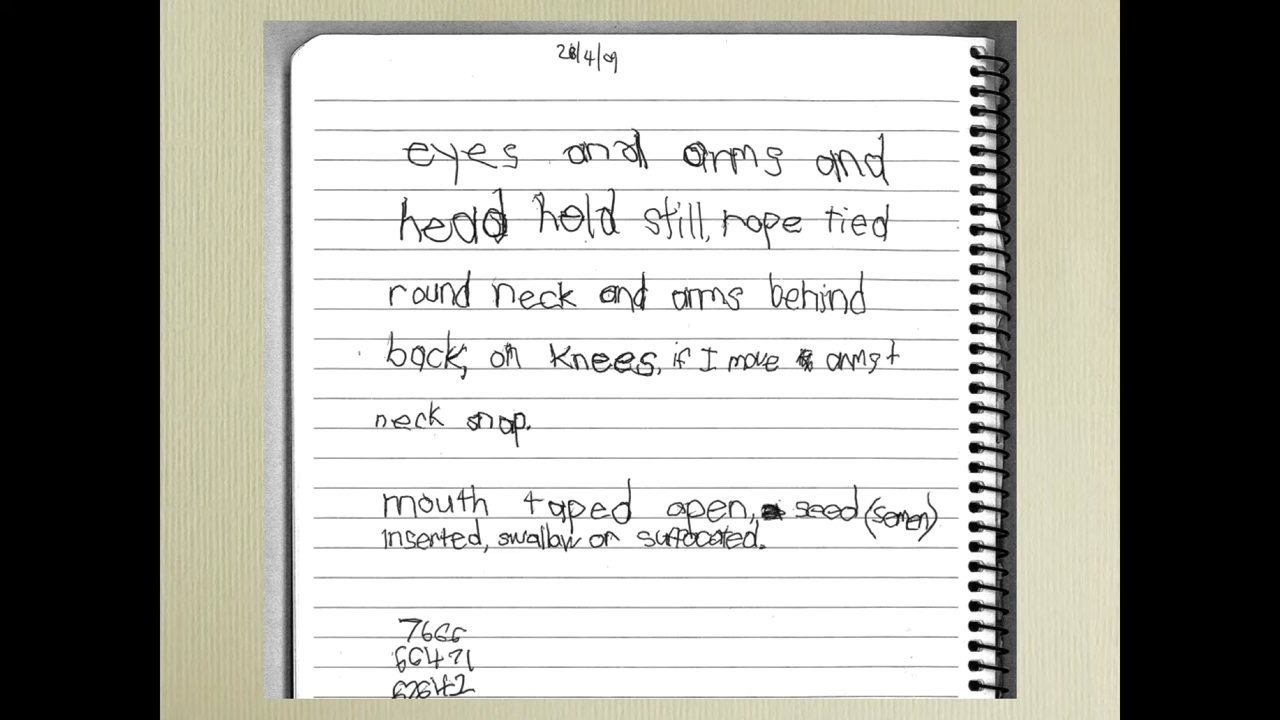 28/4/09
eyes and arms and
head hold still, rope tied
round neck and arms behind
back, on knees, if I move arms +
neck snap.
mouth taped open, seed (semen)
inserted, swallow or suffocated.
7666
66471